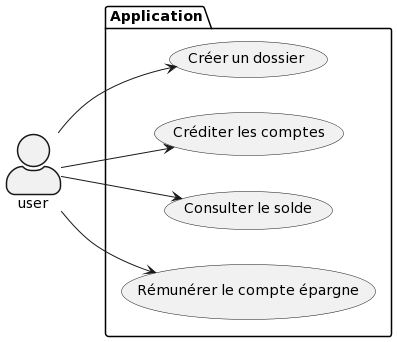 Application
Créer un dossier
Créditer les comptes
Consulter le solde
user
Rémunérer le compte épargne